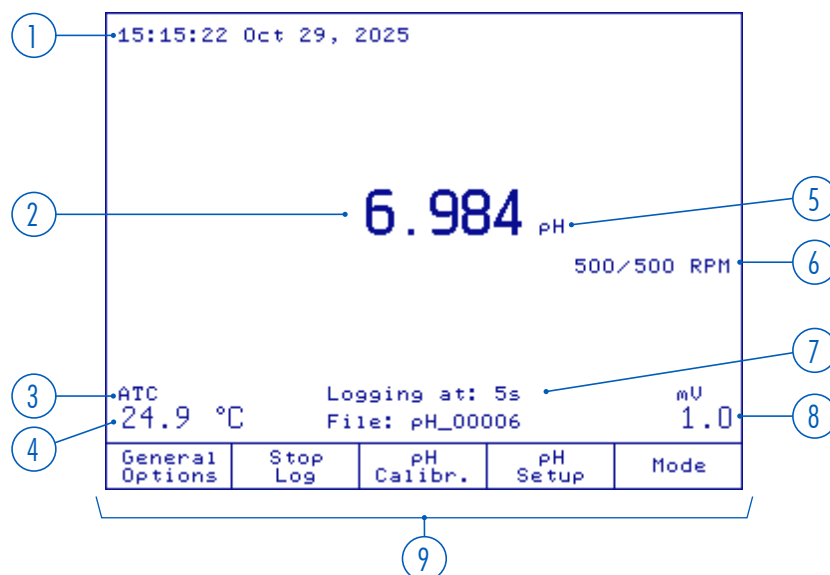 1
15:15:22 Oct 29, 2025
2
6.984 pH
5
500/500 RPM
6
7
3
ATC
Logging at: 5s
mV
4
24.9 °C
File: pH_00006
1.0
8
General Options
Stop Log
pH Calibr.
pH Setup
Mode
9